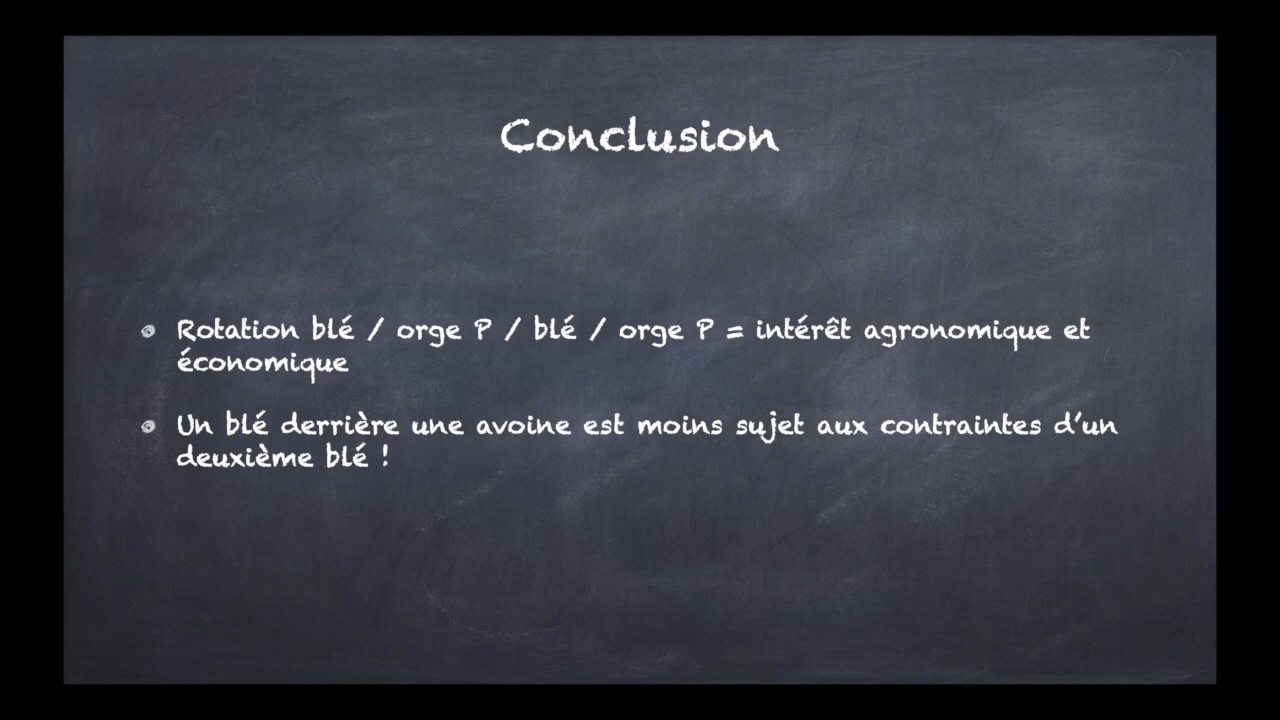 Conclusion
Rotation blé / orge P / blé / orge P = intérêt agronomique et
économique
Un blé derrière une avoine est moins sujet aux contraintes d’un
deuxième blé !